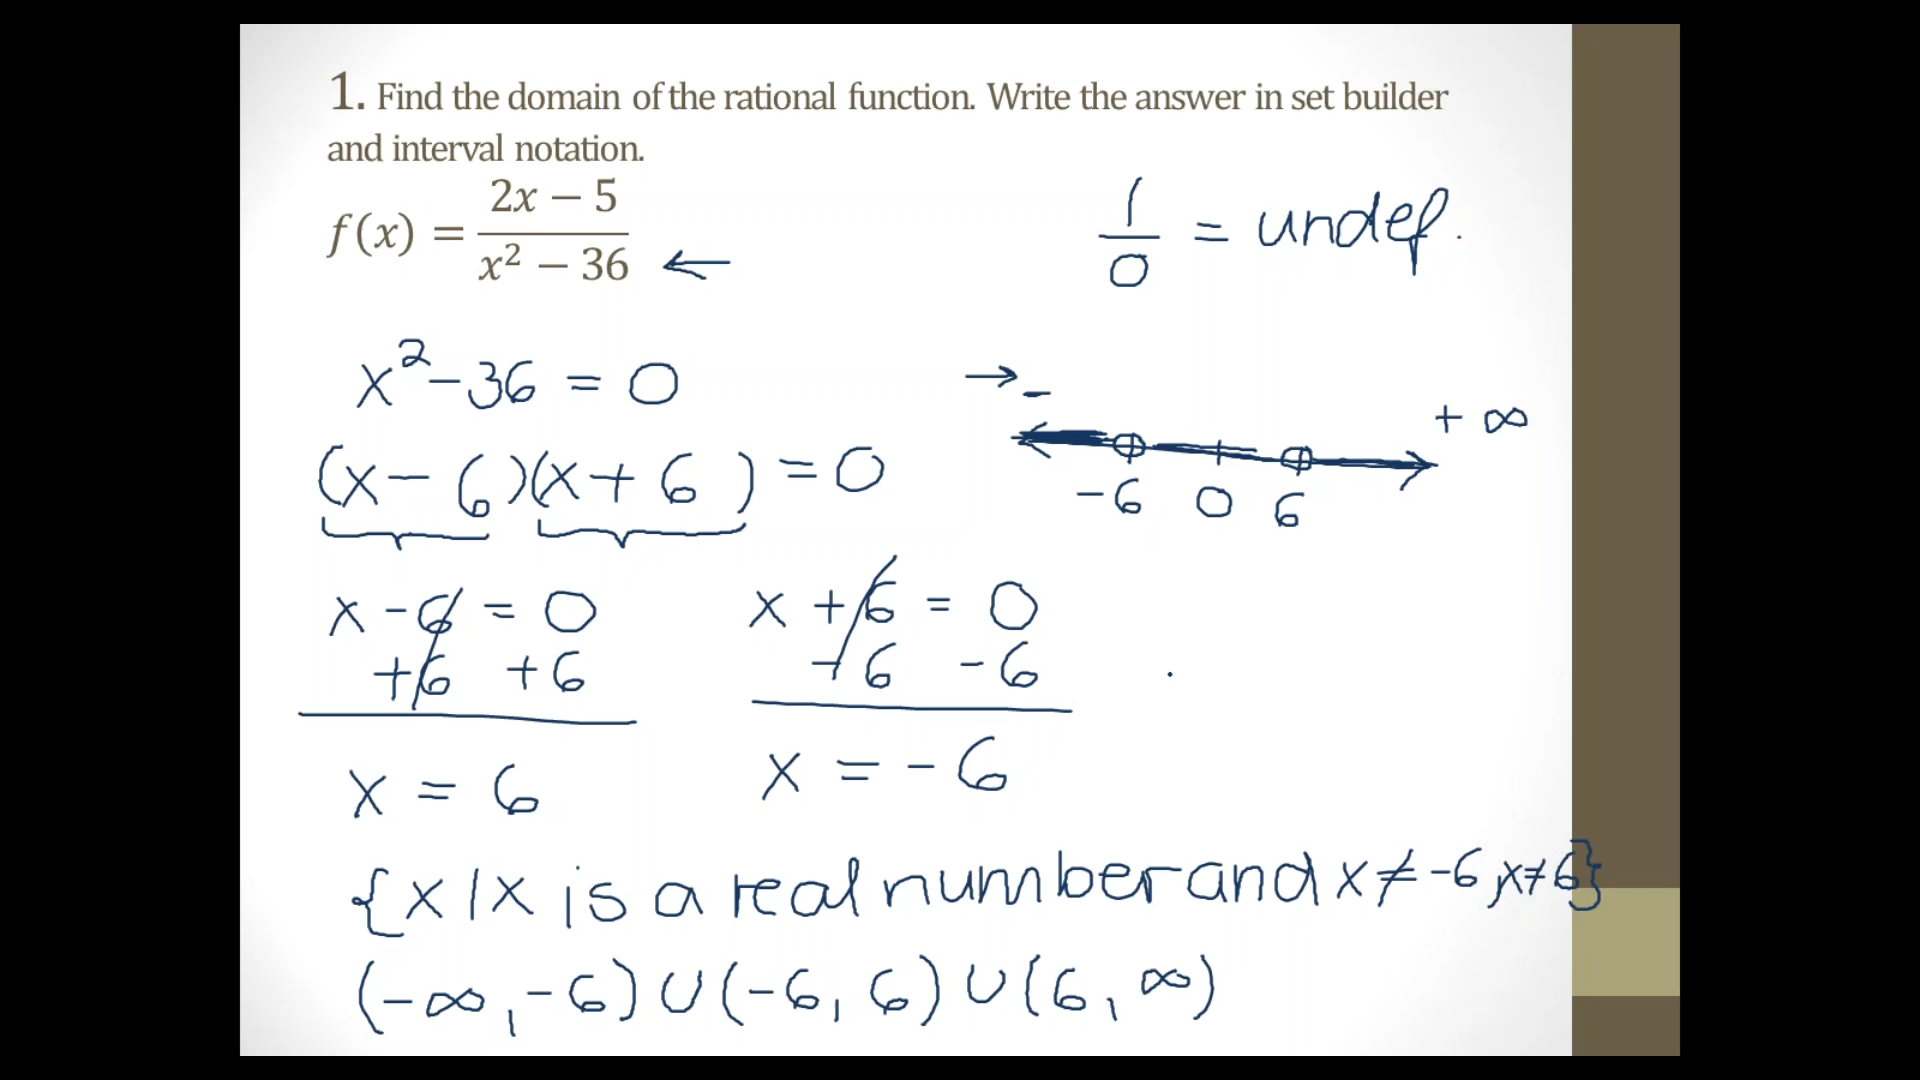 1. Find the domain of the rational function. Write the answer in set builder
and interval notation.
f(x) = (2x − 5)/(x² − 36) ←
1/0 = undef.
x² - 36 = 0
→ -
+ ∞
(x - 6)(x + 6) = 0
-6 0 6
x - 6 = 0
+6 +6
x = 6
x + 6 = 0
-6 -6
x = -6
{x | x is a real number and x ≠ -6, x ≠ 6}
(-∞, -6) ∪ (-6, 6) ∪ (6, ∞)